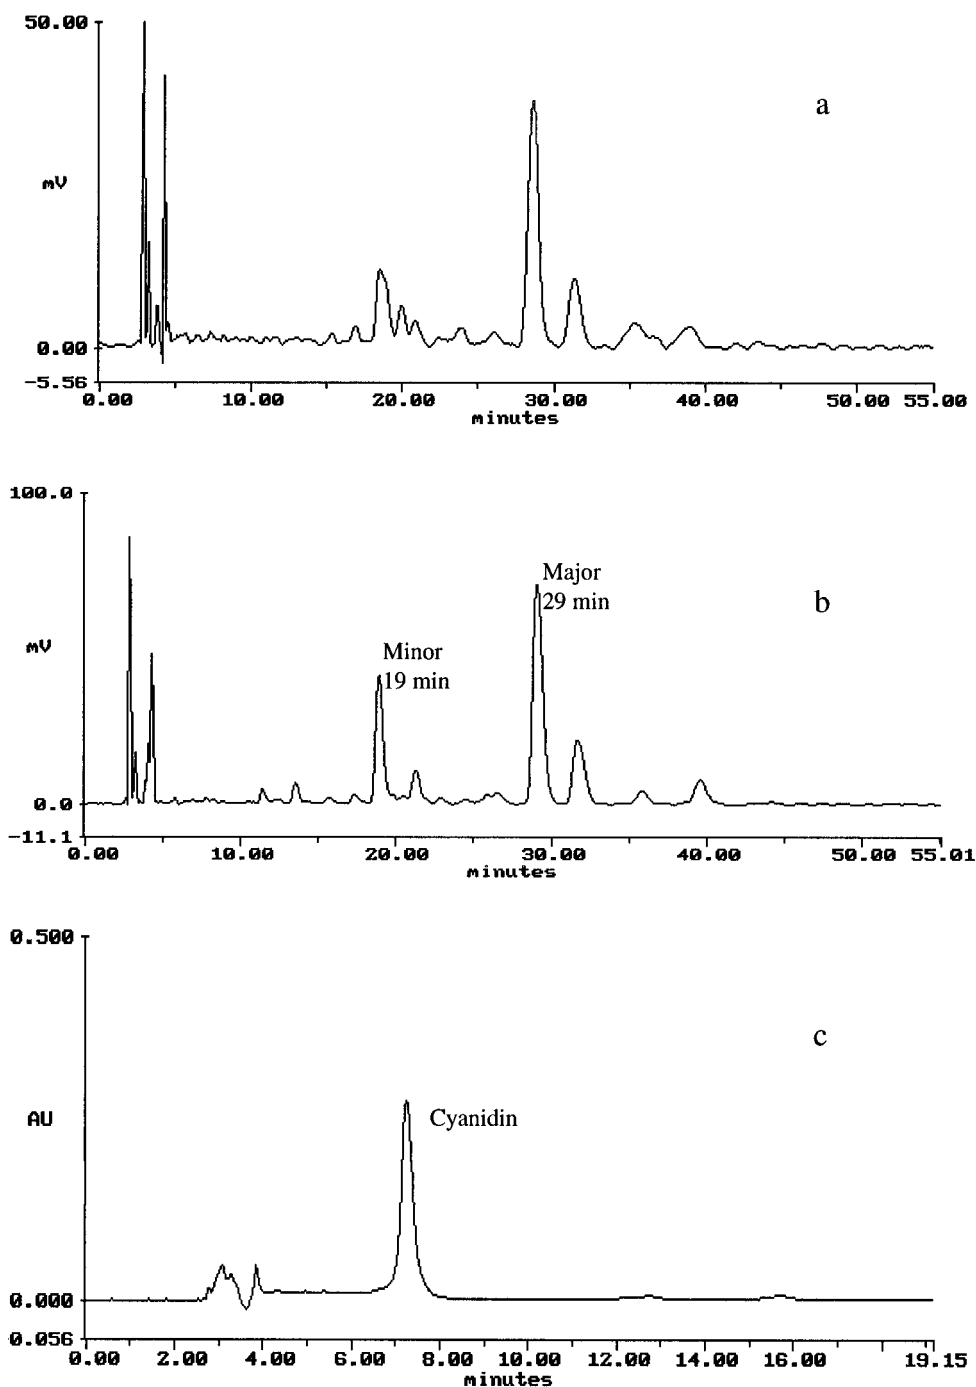 50.00
a
mV
0.00
-5.56
0.00 10.00 20.00 30.00 40.00 50.00 55.00
minutes
100.0
Major
29 min
b
mV
Minor
19 min
0.0
-11.1
0.00 10.00 20.00 30.00 40.00 50.00 55.01
minutes
0.500
c
AU
Cyanidin
0.000
0.056
0.00 2.00 4.00 6.00 8.00 10.00 12.00 14.00 16.00 19.15
minutes